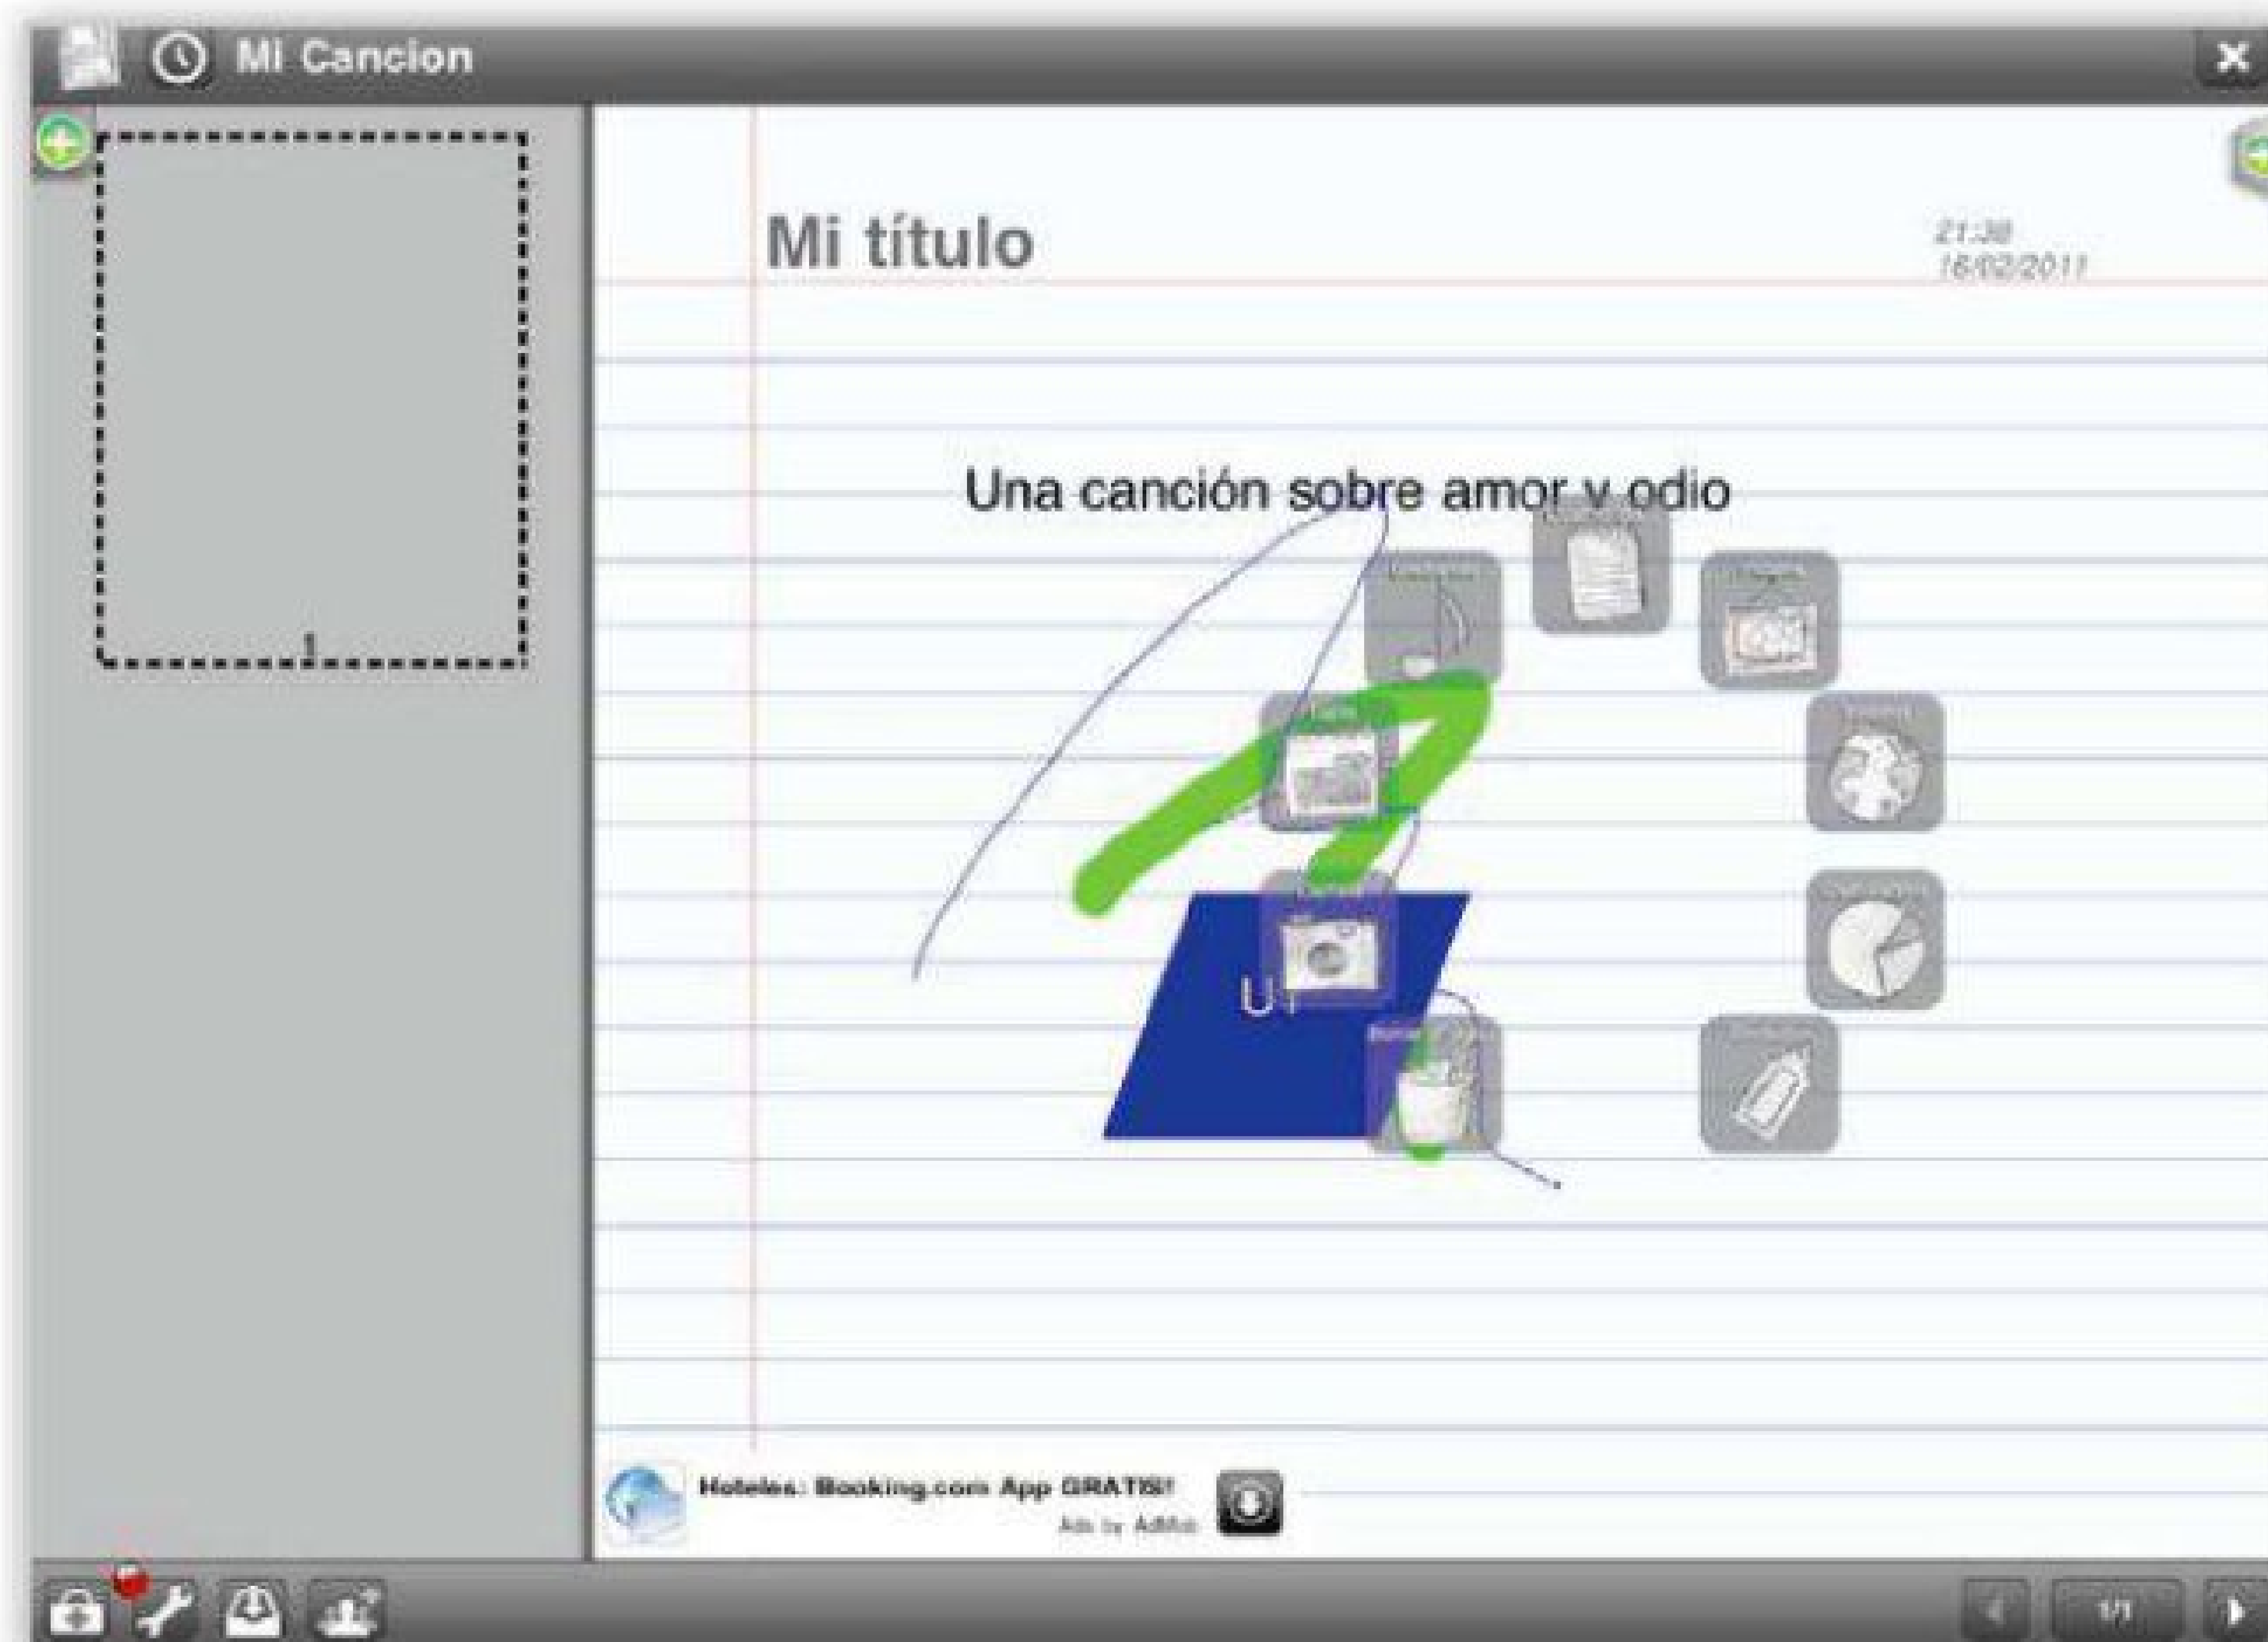 Mi Cancion
Mi título
21:38
16/02/2011
Una canción sobre amor y odio
1
Hoteles: Booking.com App GRATIS!
Ads by AdMob
1/1